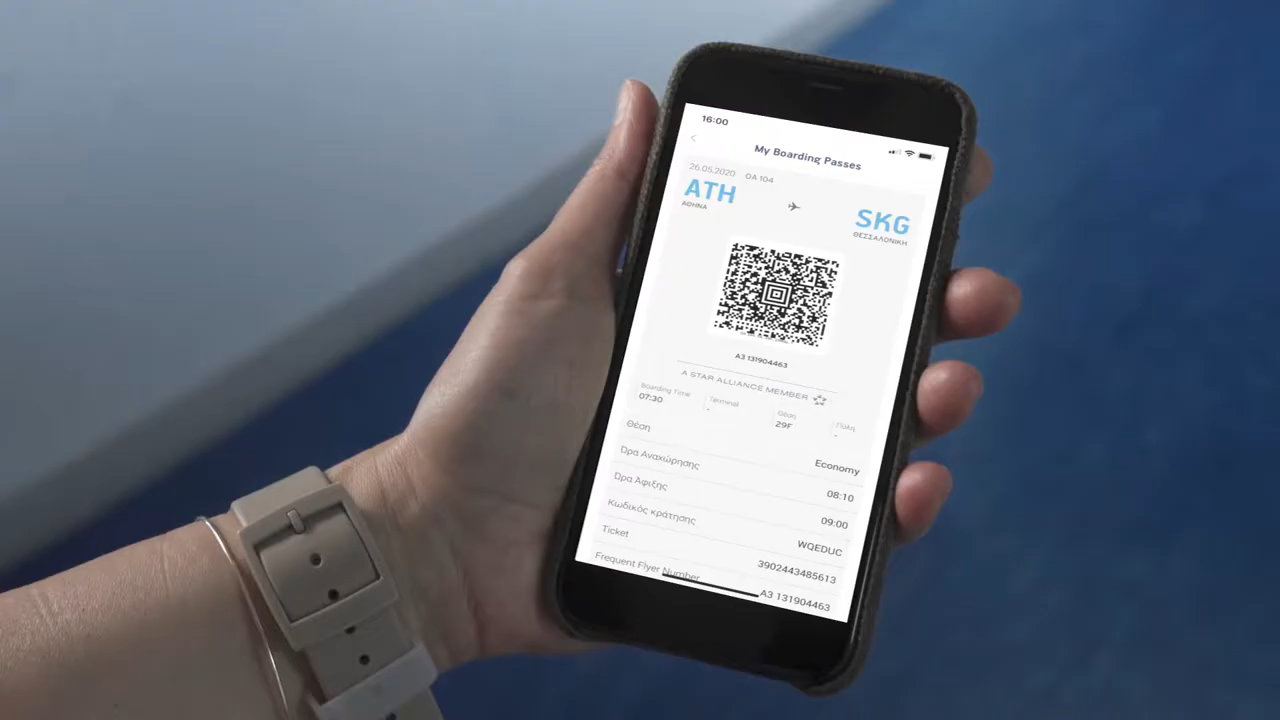 16:00
My Boarding Passes
26.05.2020 OA 104
ATH
SKG
ΑΘΗΝΑ
ΘΕΣΣΑΛΟΝΙΚΗ
A3 131904463
A STAR ALLIANCE MEMBER
Boarding Time Terminal Θέση Πύλη
07:30 - 29F -
Θέση Economy
Ώρα Αναχώρησης 08:10
Ώρα Άφιξης 09:00
Κωδικός κράτησης WQEDUC
Ticket 3902443485613
Frequent Flyer Number A3 131904463